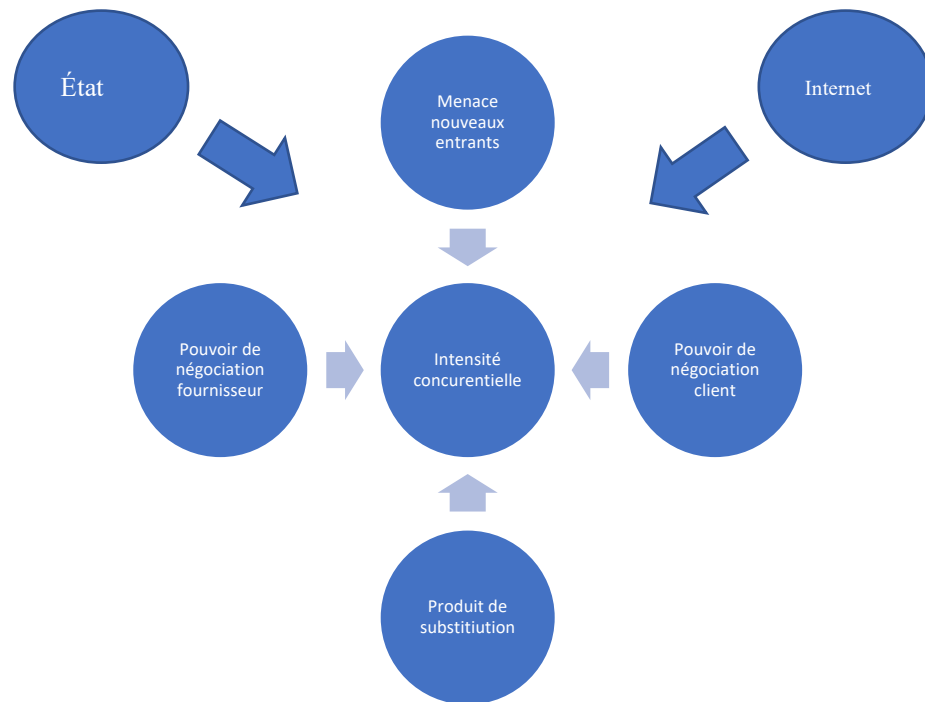 État
Internet
Menace
nouveaux
entrants
Pouvoir de
négociation
fournisseur
Intensité
concurentielle
Pouvoir de
négociation
client
Produit de
substitiution